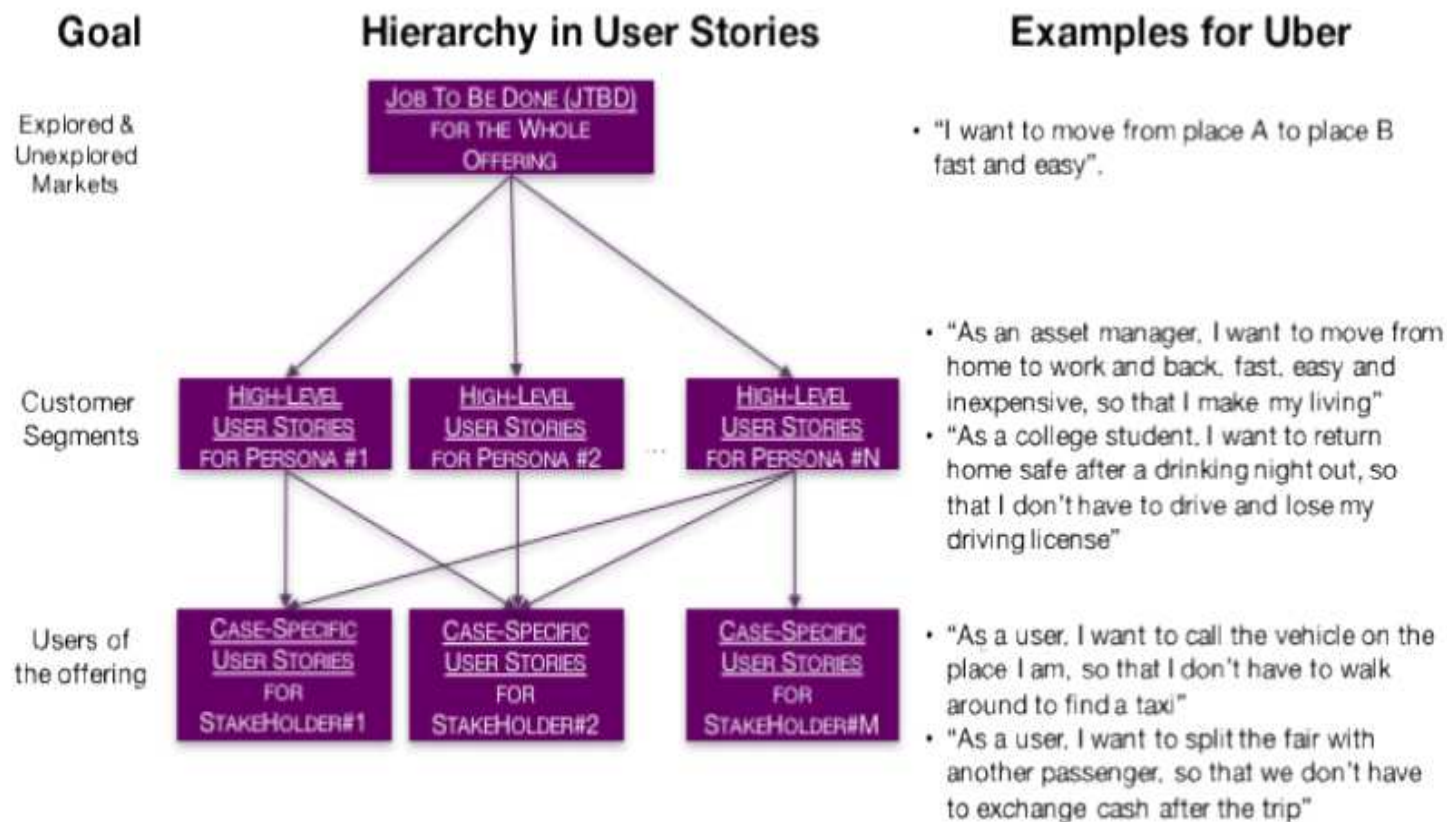 Goal
Hierarchy in User Stories
Examples for Uber
Explored &
Unexplored
Markets
JOB TO BE DONE (JTBD)
FOR THE WHOLE
OFFERING
• “I want to move from place A to place B
fast and easy”.
Customer
Segments
HIGH-LEVEL
USER STORIES
FOR PERSONA #1
HIGH-LEVEL
USER STORIES
FOR PERSONA #2
...
HIGH-LEVEL
USER STORIES
FOR PERSONA #N
• “As an asset manager, I want to move from
home to work and back, fast, easy and
inexpensive, so that I make my living”
• “As a college student, I want to return
home safe after a drinking night out, so
that I don’t have to drive and lose my
driving license”
Users of
the offering
CASE-SPECIFIC
USER STORIES
FOR
STAKEHOLDER#1
CASE-SPECIFIC
USER STORIES
FOR
STAKEHOLDER#2
CASE-SPECIFIC
USER STORIES
FOR
STAKEHOLDER#M
• “As a user, I want to call the vehicle on the
place I am, so that I don’t have to walk
around to find a taxi”
• “As a user, I want to split the fair with
another passenger, so that we don’t have
to exchange cash after the trip”